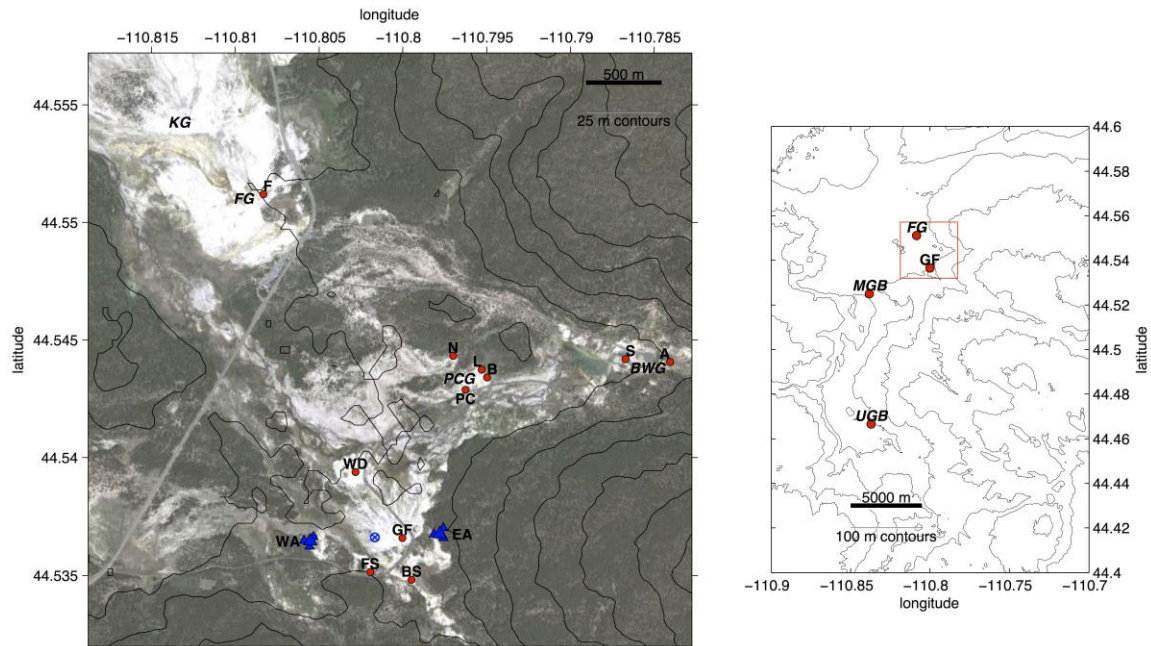 longitude
−110.815 −110.81 −110.805 −110.8 −110.795 −110.79 −110.785
500 m
25 m contours
44.555
44.55
44.545
44.54
44.535
latitude
KG
FG F
N
L
B
PCG
PC
S
A
BWG
WD
GF
WA
EA
FS
BS
44.6
44.58
44.56
44.54
44.52
44.5
44.48
44.46
44.44
44.42
44.4
latitude
FG
GF
MGB
UGB
5000 m
100 m contours
−110.9 −110.85 −110.8 −110.75 −110.7
longitude